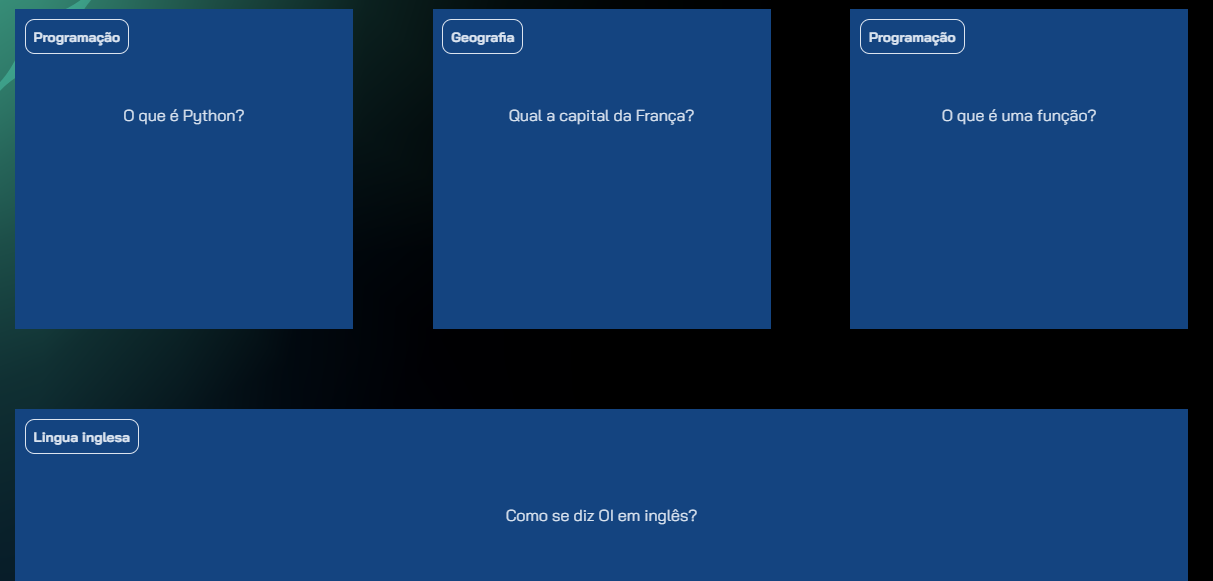 Programação
O que é Python?
Geografia
Qual a capital da França?
Programação
O que é uma função?
Lingua inglesa
Como se diz OI em inglês?